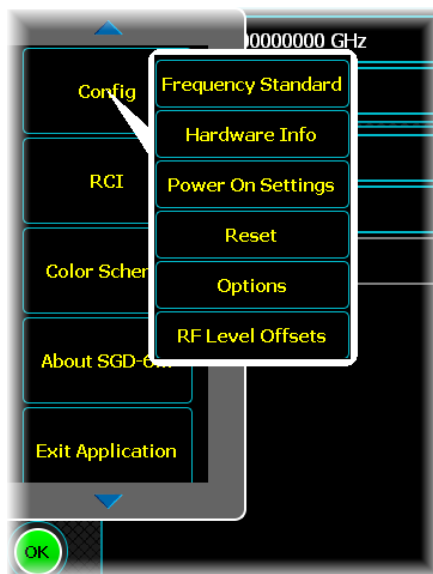 0000000 GHz
Config
Frequency Standard
Hardware Info
Power On Settings
Reset
Options
RF Level Offsets
RCI
Color Schem
About SGD-6
Exit Application
OK